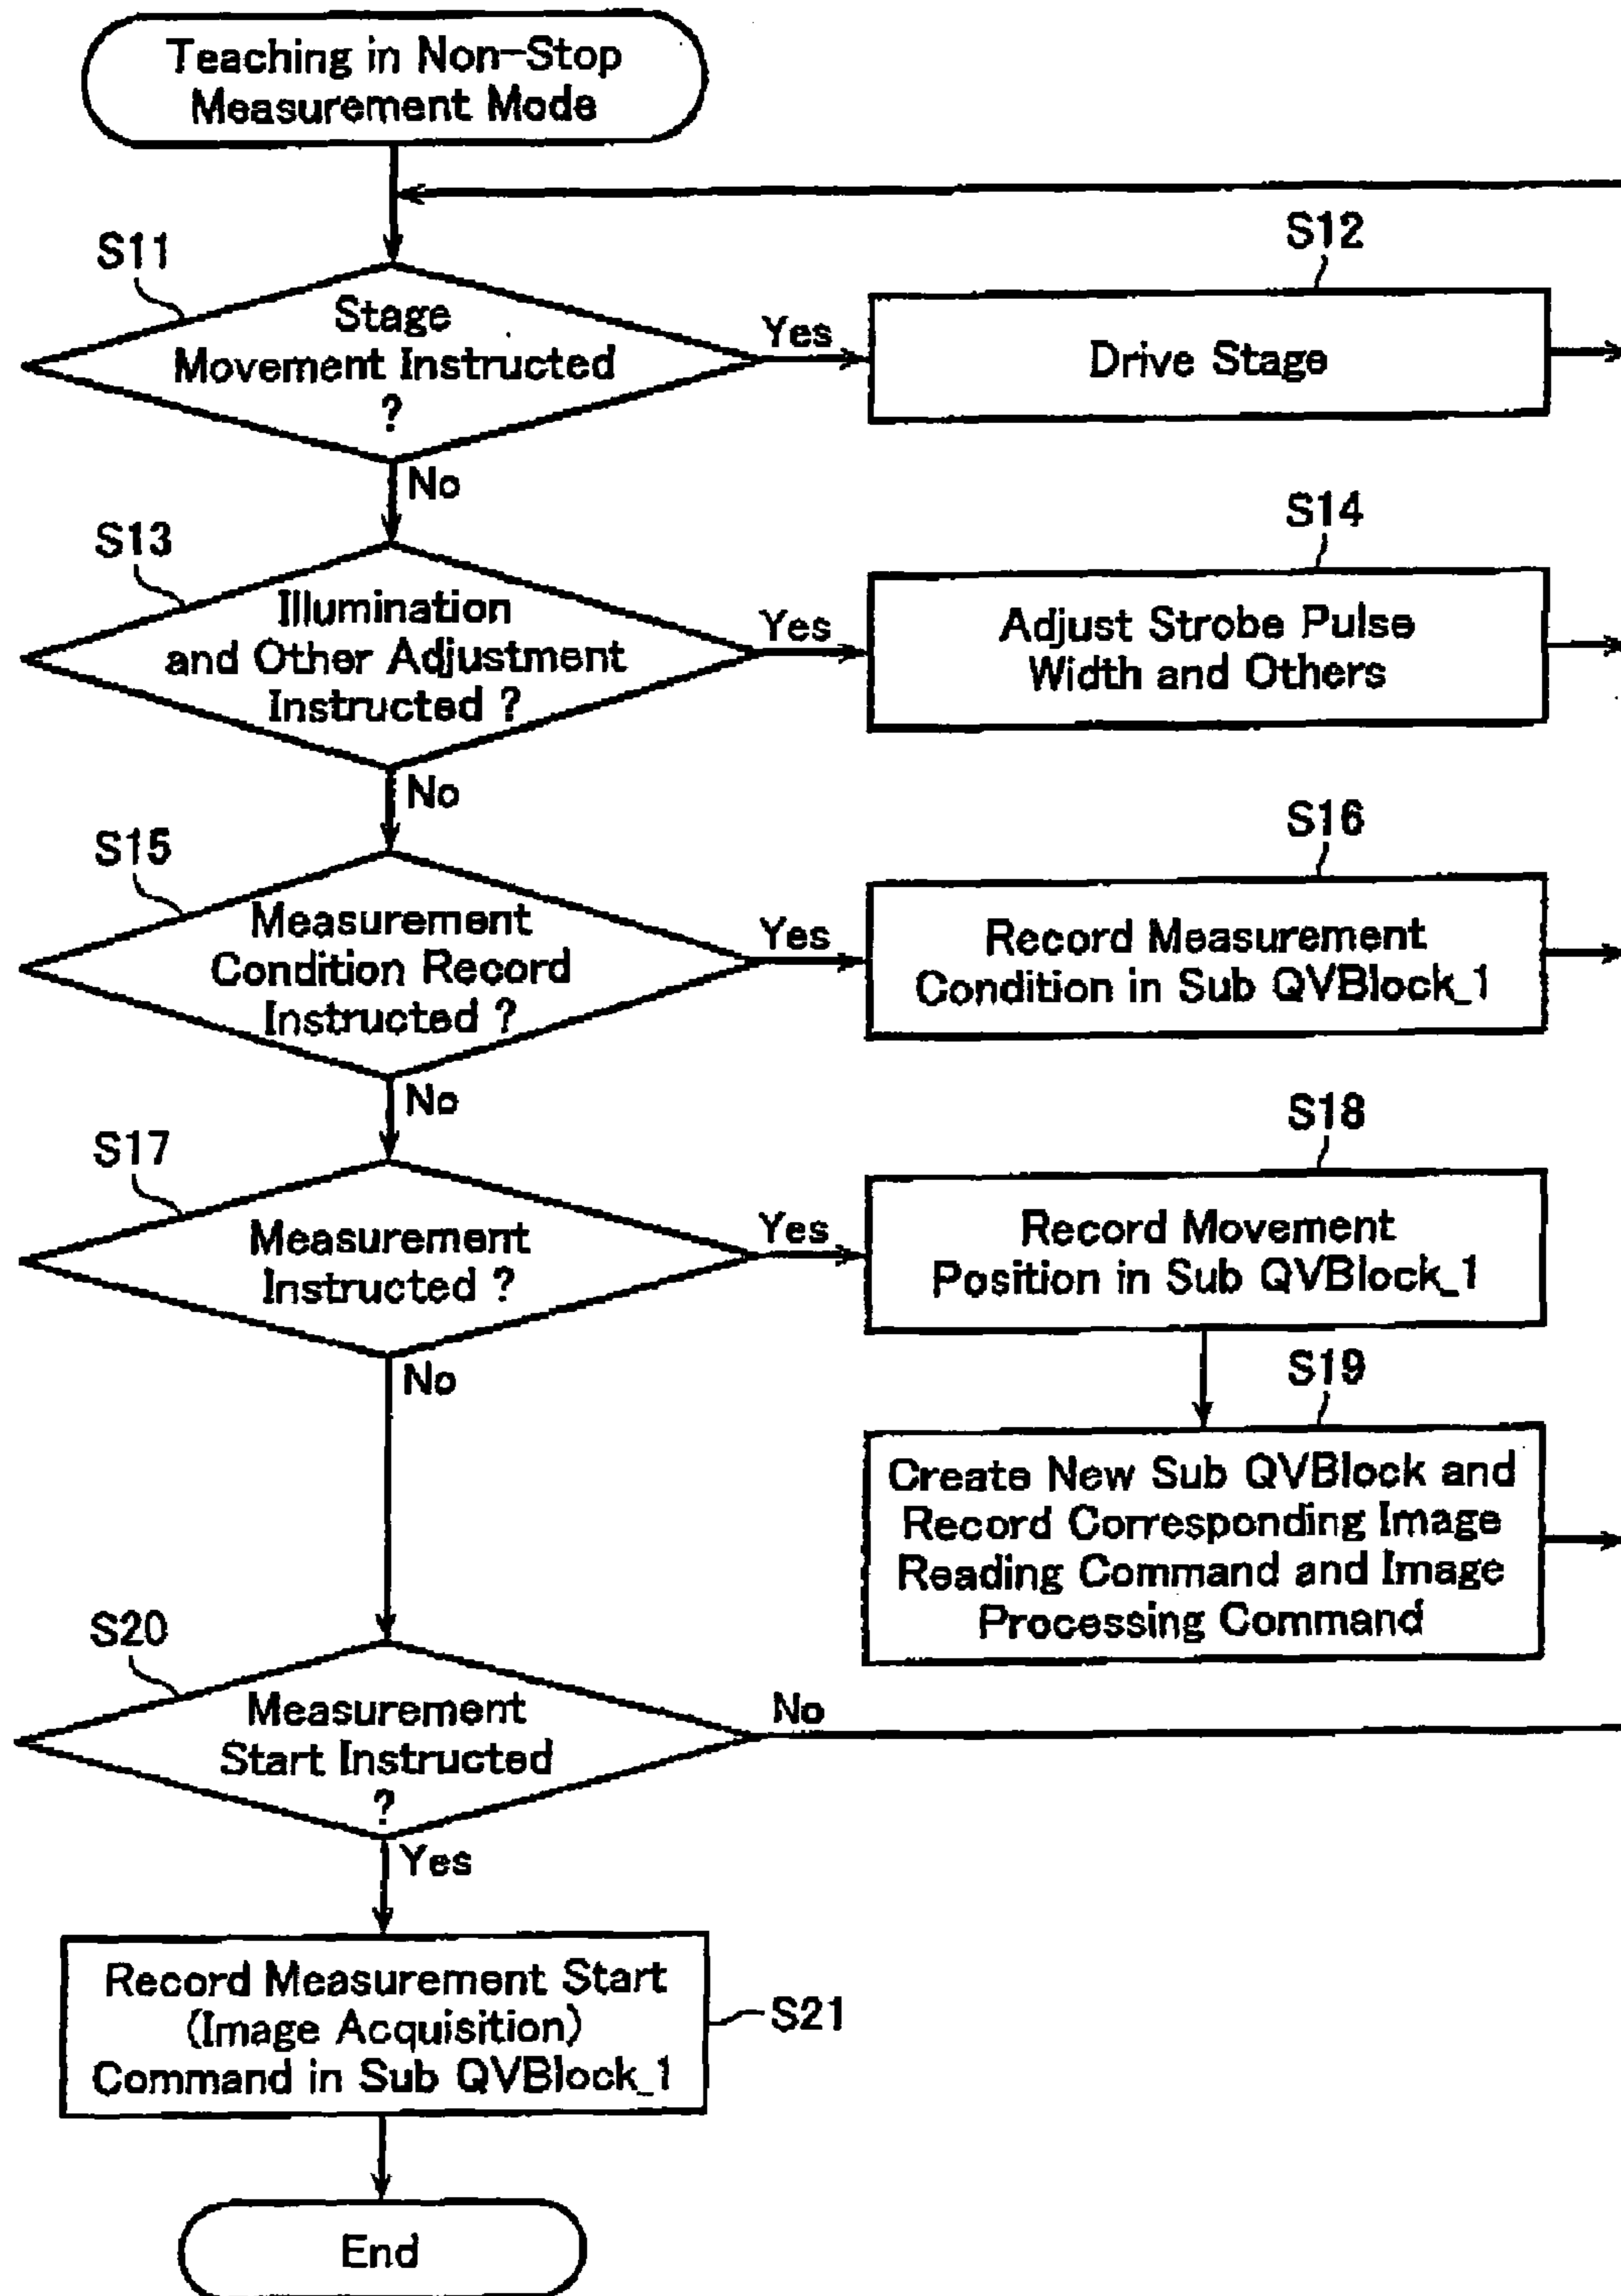 Teaching in Non-Stop
Measurement Mode
S11
Stage
Movement Instructed
?
Yes
S12
Drive Stage
No
S13
Illumination
and Other Adjustment
Instructed ?
Yes
S14
Adjust Strobe Pulse
Width and Others
No
S15
Measurement
Condition Record
Instructed ?
Yes
S16
Record Measurement
Condition in Sub QVBlock_1
No
S17
Measurement
Instructed ?
Yes
S18
Record Movement
Position in Sub QVBlock_1
No
S19
Create New Sub QVBlock and
Record Corresponding Image
Reading Command and Image
Processing Command
S20
Measurement
Start Instructed
?
No
Yes
Record Measurement Start
(Image Acquisition)
Command in Sub QVBlock_1
S21
End